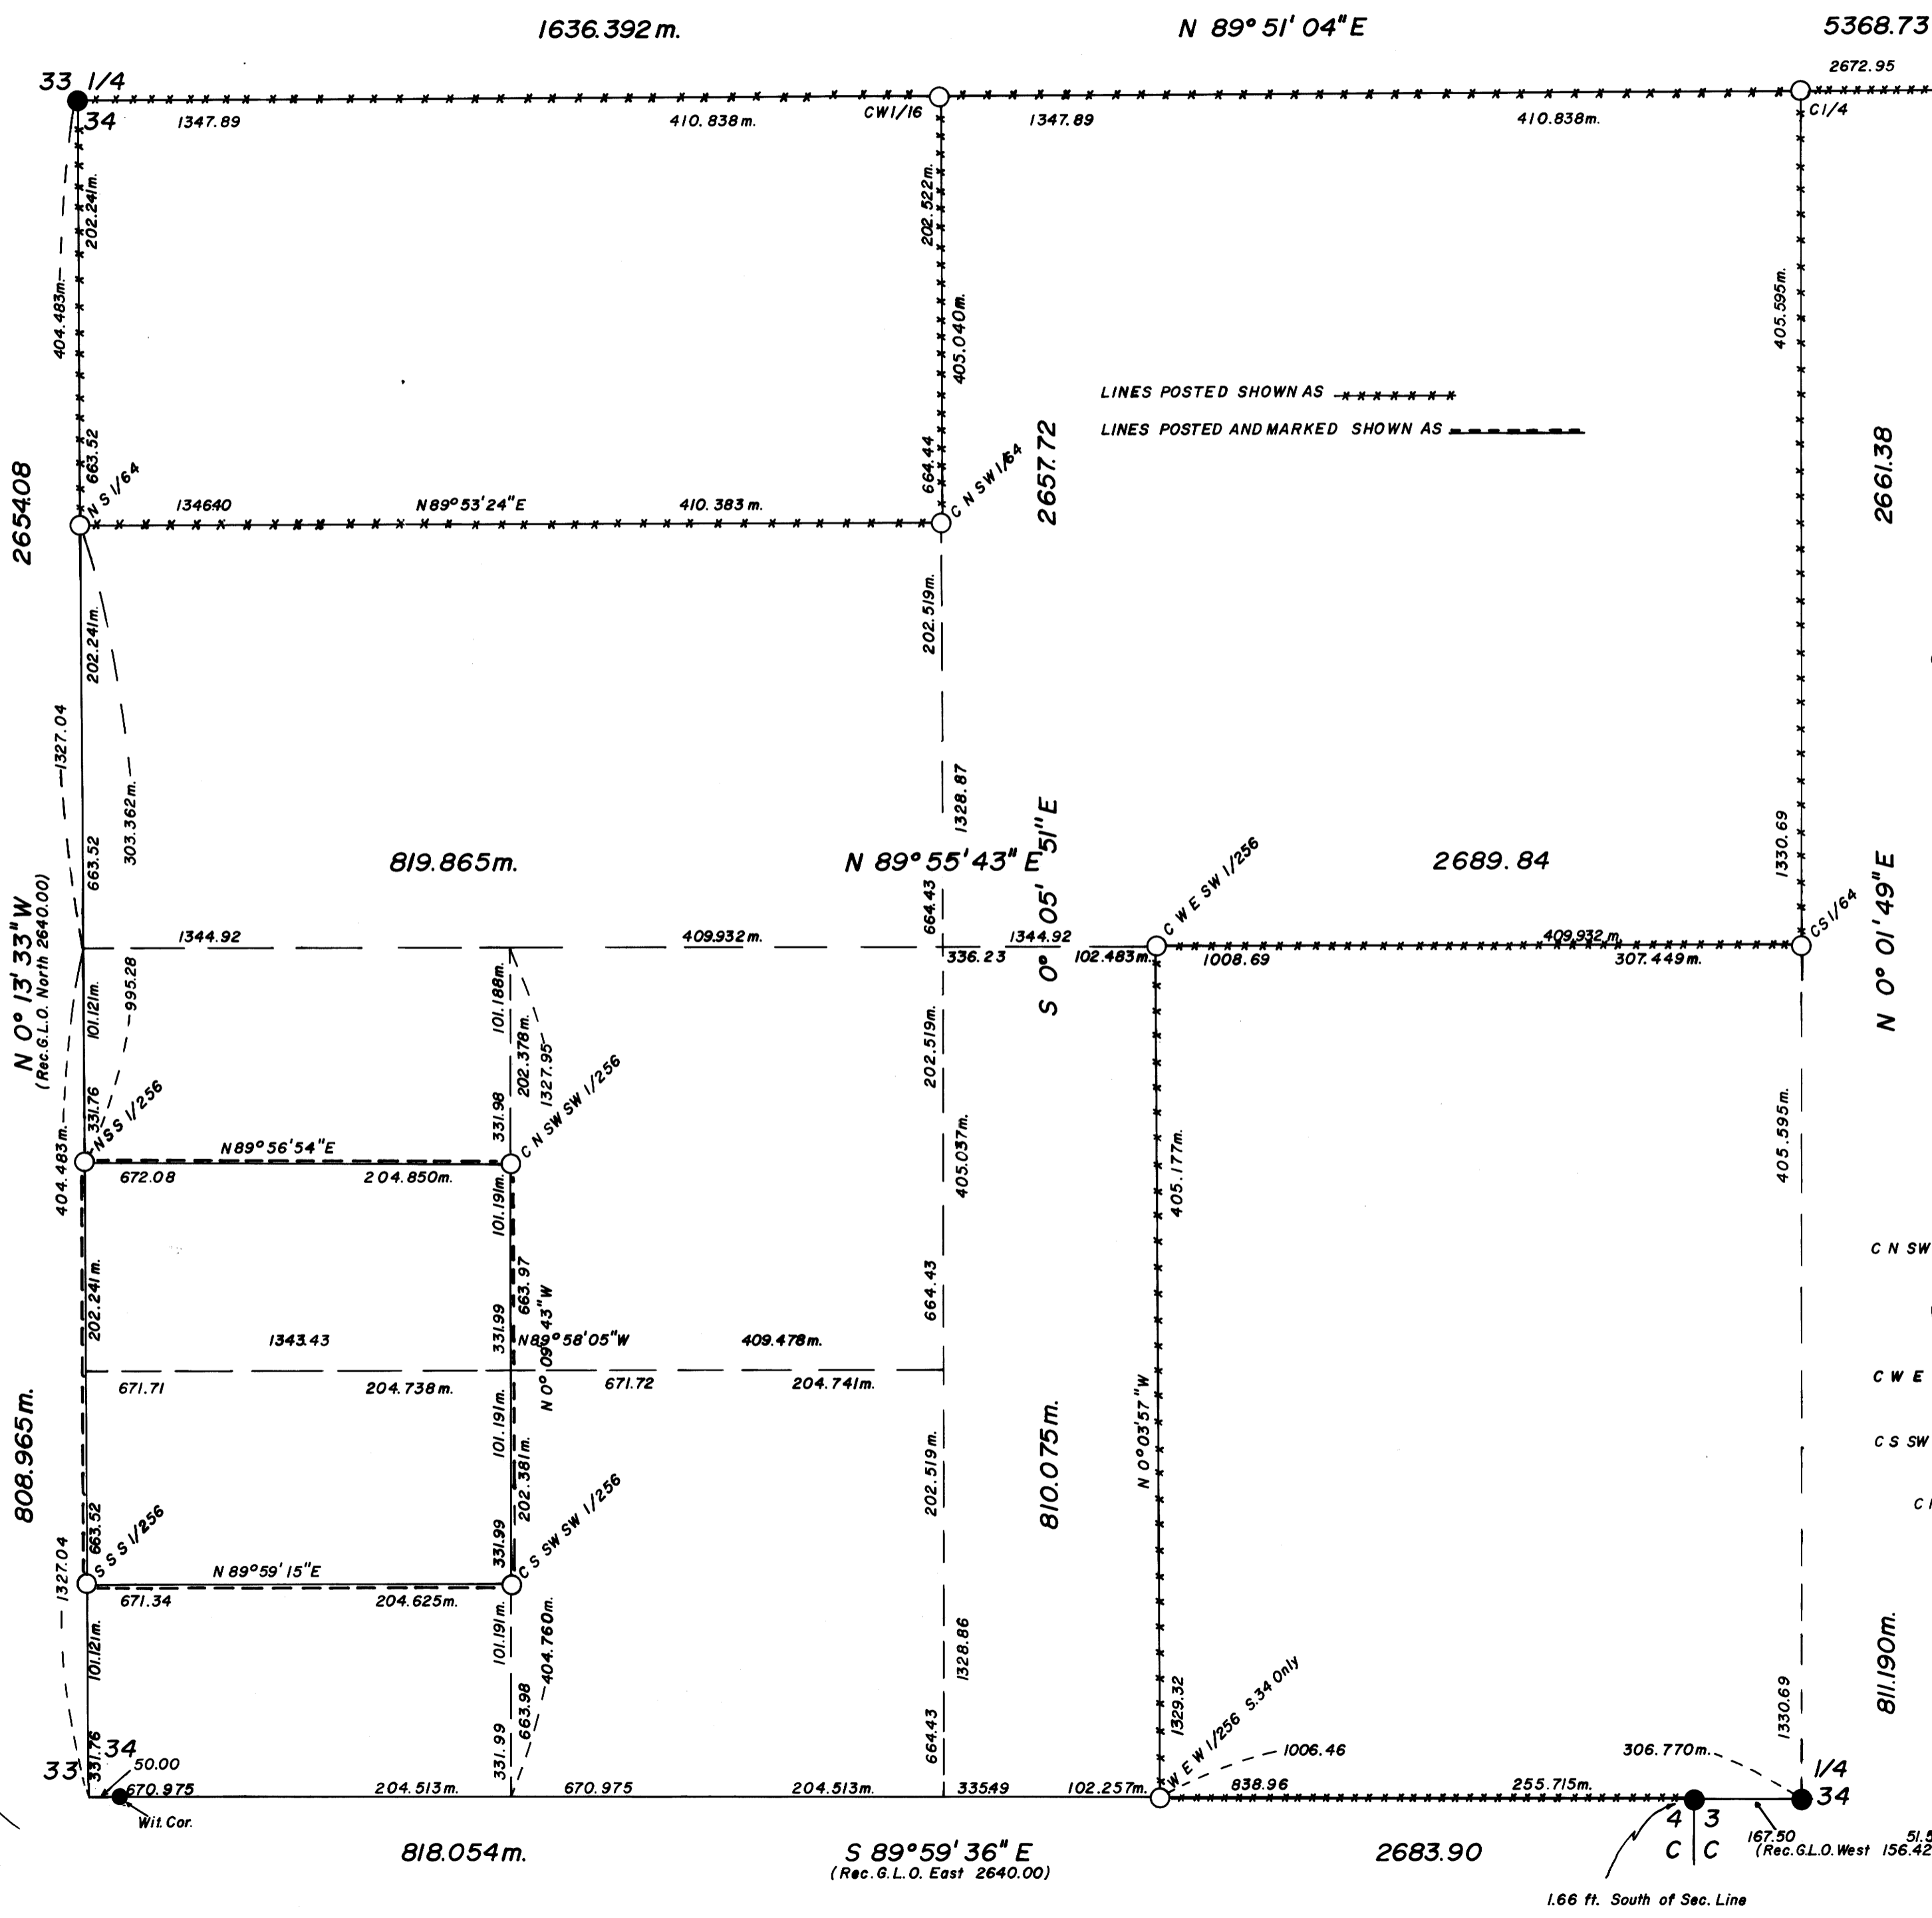 1636.392 m.
N 89° 51' 04" E
5368.73
2672.95
33 1/4
34
1347.89
410.838m.
CW1/16
1347.89
410.838m.
C1/4
202.241m.
404.483m.
663.52
N S 1/64
202.522m.
405.040m.
664.44
C N SW 1/64
405.595m.
LINES POSTED SHOWN AS
LINES POSTED AND MARKED SHOWN AS
2654.08
2657.72
2661.38
1346.40
N 89° 53' 24" E
410.383 m.
202.241m.
1327.04
303.362m.
663.52
202.519m.
1328.87
664.43
1330.69
819.865m.
N 89° 55' 43" E
2689.84
S 0° 05' 51" E
C W E SW 1/256
C S 1/64
N 0° 01' 49" E
N 0° 13' 33" W
(Rec. G.L.O. North 2640.00)
1344.92
409.932m.
1344.92
409.932m.
336.23
102.483m.
1008.69
307.449m.
101.121m.
995.28
331.76
N S S 1/256
404.483m.
101.188m.
202.378m.
1327.95
331.98
C N SW SW 1/256
202.519m.
405.037m.
405.177m.
405.595m.
N 89° 56' 54" E
672.08
204.850m.
101.191m.
663.97
331.99
N 0° 09' 43" W
202.241m.
664.43
C N SW
1343.43
N 89° 58' 05" W
409.478m.
671.71
204.738m.
671.72
204.741m.
C W E
808.965m.
101.191m.
202.381m.
331.99
C S SW SW 1/256
202.519m.
810.075m.
N 0° 03' 57" W
C S SW
663.52
S S S 1/256
1327.04
N 89° 59' 15" E
671.34
204.625m.
101.121m.
331.76
101.191m.
404.760m.
663.98
331.99
1328.86
664.43
1329.32
W E W 1/256 S.34 Only
1330.69
811.190m.
33
34
50.00
670.975
204.513m.
670.975
204.513m.
335.49
102.257m.
1006.46
306.770m.
838.96
255.715m.
1/4
34
Wit. Cor.
4 3
C C
167.50
(Rec. G.L.O. West 156.42
818.054m.
S 89° 59' 36" E
2683.90
(Rec. G.L.O. East 2640.00)
1.66 ft. South of Sec. Line